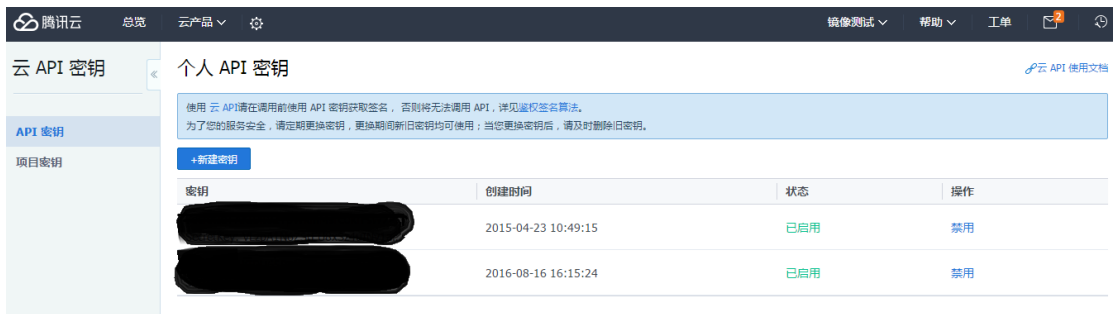 腾讯云 总览 云产品 镜像测试 帮助 工单 2
云 API 密钥
«
API 密钥
项目密钥
个人 API 密钥
云 API 使用文档
使用 云 API请在调用前使用 API 密钥获取签名， 否则将无法调用 API，详见鉴权签名算法。
为了您的服务安全，请定期更换密钥，更换期间新旧密钥均可使用；当您更换密钥后，请及时删除旧密钥。
+新建密钥
密钥 创建时间 状态 操作
2015-04-23 10:49:15 已启用 禁用
2016-08-16 16:15:24 已启用 禁用